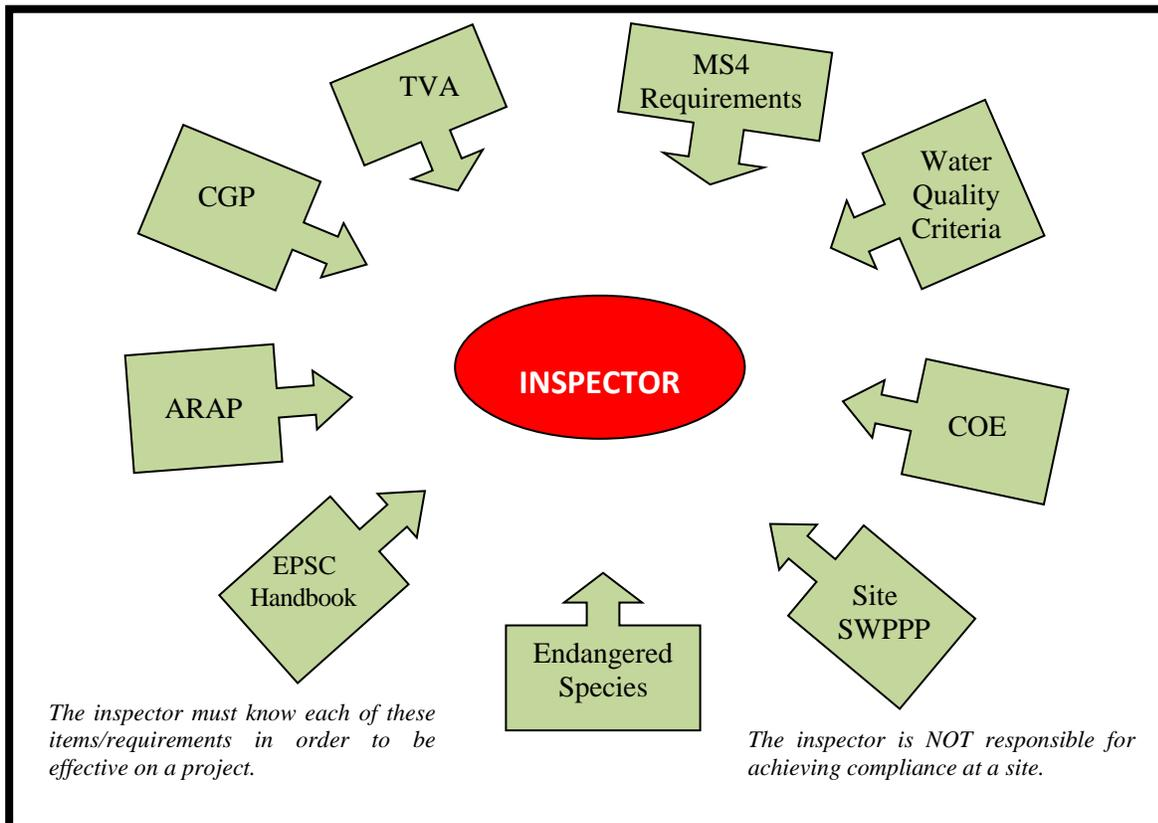 TVA
MS4
Requirements
Water
Quality
Criteria
CGP
INSPECTOR
ARAP
COE
EPSC
Handbook
Site
SWPPP
Endangered
Species
The inspector must know each of these
items/requirements in order to be
effective on a project.
The inspector is NOT responsible for
achieving compliance at a site.